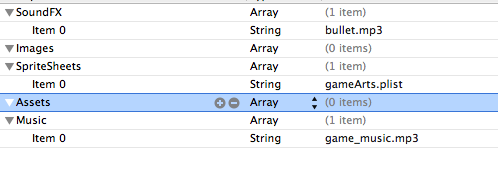 SoundFX Array (1 item)
Item 0 String bullet.mp3
Images Array (0 items)
SpriteSheets Array (1 item)
Item 0 String gameArts.plist
Assets Array (0 items)
Music Array (1 item)
Item 0 String game_music.mp3